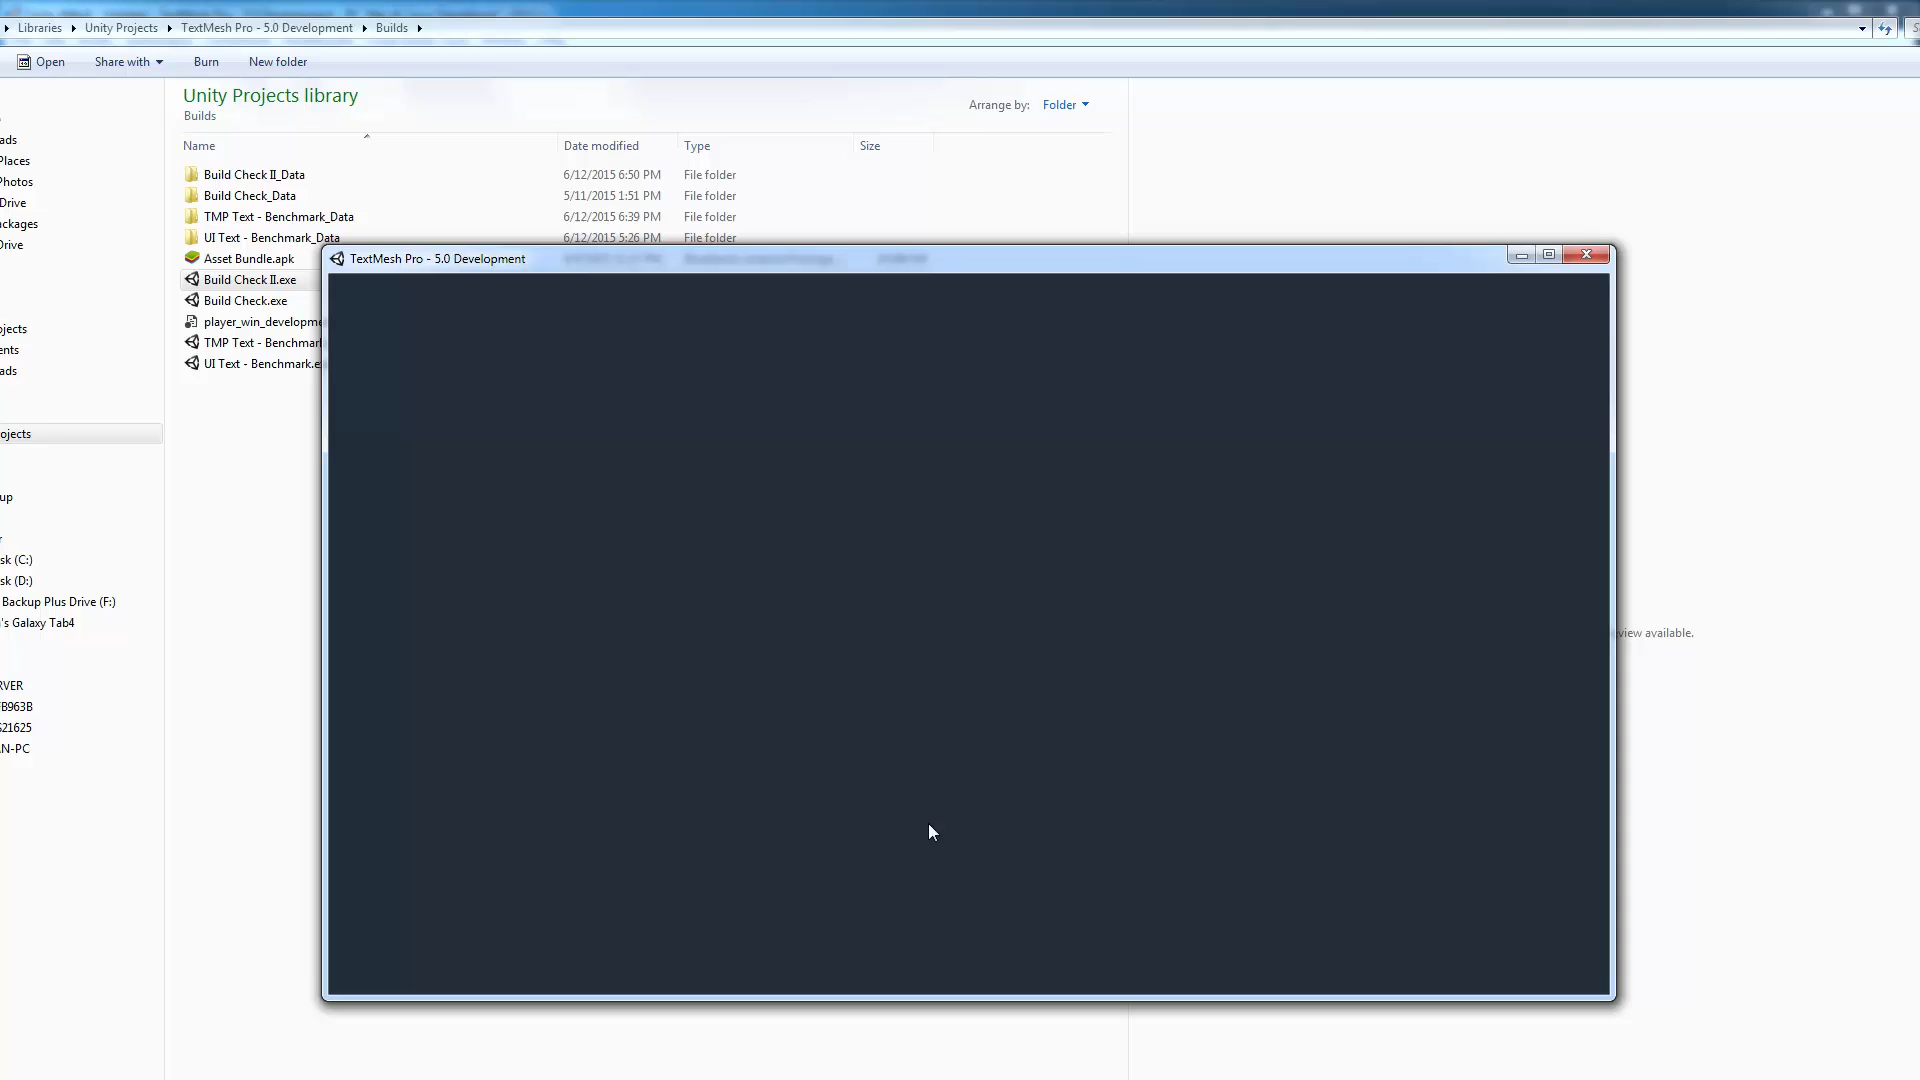 Libraries Unity Projects TextMesh Pro - 5.0 Development Builds
Open Share with Burn New folder
Unity Projects library
Builds
Arrange by: Folder
Name Date modified Type Size
Build Check II_Data 6/12/2015 6:50 PM File folder
Build Check_Data 5/11/2015 1:51 PM File folder
TMP Text - Benchmark_Data 6/12/2015 6:39 PM File folder
UI Text - Benchmark_Data 6/12/2015 5:26 PM File folder
Asset Bundle.apk
Build Check II.exe
Build Check.exe
player_win_developme
TMP Text - Benchmark
UI Text - Benchmark.e
TextMesh Pro - 5.0 Development
ads
Places
Photos
Drive
ckages
Drive
ojects
ents
ads
ojects
up
r
sk (C:)
sk (D:)
Backup Plus Drive (F:)
's Galaxy Tab4
RVER
FB963B
S21625
N-PC
view available.